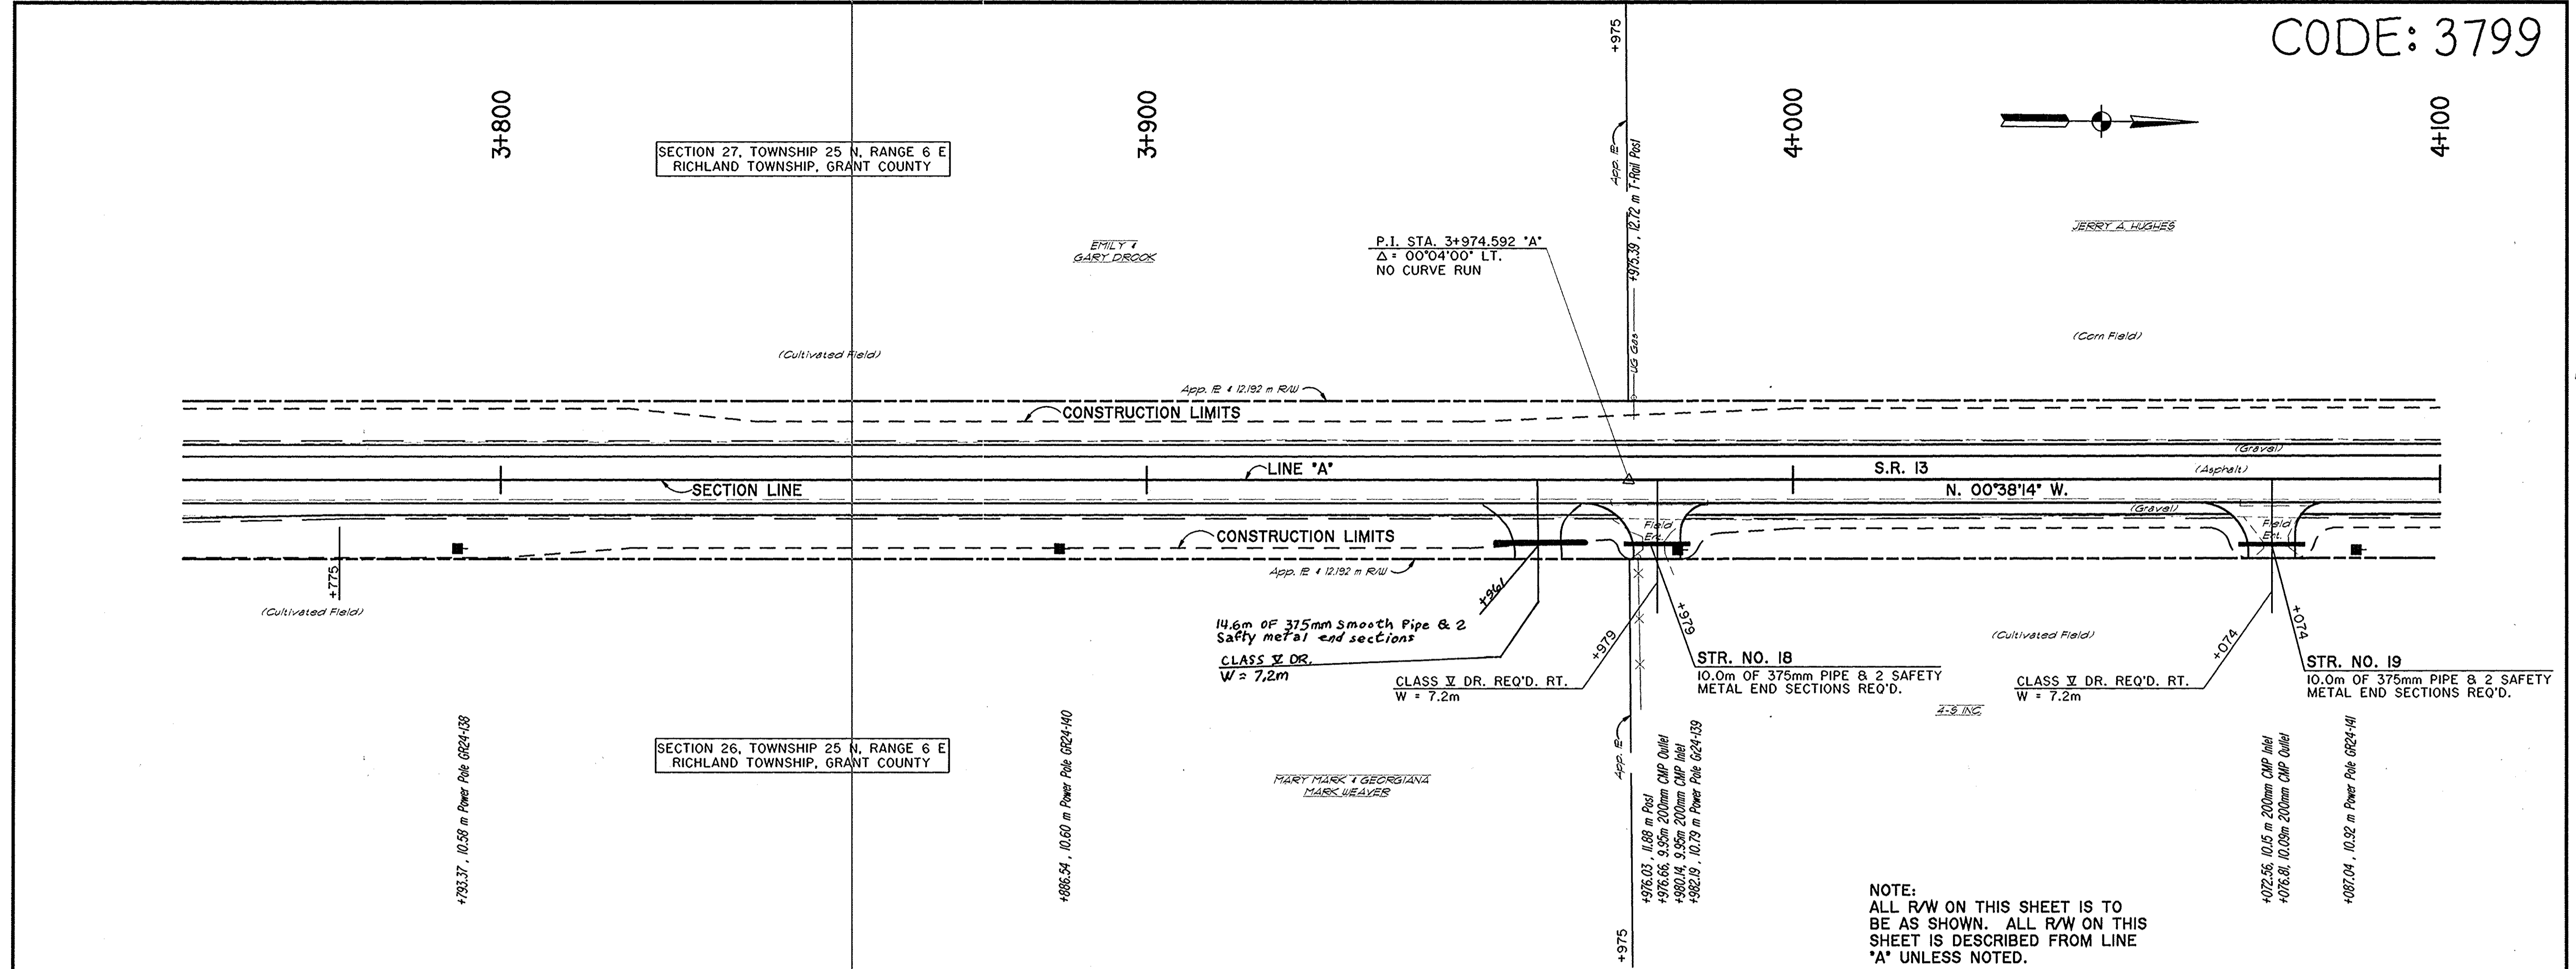 CODE: 3799
+975
3+800
3+900
4+000
4+100
SECTION 27, TOWNSHIP 25 N, RANGE 6 E
RICHLAND TOWNSHIP, GRANT COUNTY
App. PL
+975.39 , 12.72 m T-Rail Post
UG Gas
EMILY &
GARY DROOK
P.I. STA. 3+974.592 "A"
Δ = 00°04'00" LT.
NO CURVE RUN
JERRY A. HUGHES
(Cultivated Field)
(Corn Field)
App. PL & 12.192 m R/W
CONSTRUCTION LIMITS
(Gravel)
LINE "A"
S.R. 13
(Asphalt)
SECTION LINE
N. 00°38'14" W.
(Gravel)
Field
Ent.
Field
Ent.
CONSTRUCTION LIMITS
App. PL & 12.192 m R/W
+775
(Cultivated Field)
+961
14.6m OF 375mm Smooth Pipe & 2
Safty metal end sections
CLASS V DR.
W = 7.2m
+979
+979
CLASS V DR. REQ'D. RT.
W = 7.2m
STR. NO. 18
10.0m OF 375mm PIPE & 2 SAFETY
METAL END SECTIONS REQ'D.
(Cultivated Field)
+074
+074
CLASS V DR. REQ'D. RT.
W = 7.2m
STR. NO. 19
10.0m OF 375mm PIPE & 2 SAFETY
METAL END SECTIONS REQ'D.
4-S INC.
+793.37 , 10.58 m Power Pole GR24-138
SECTION 26, TOWNSHIP 25 N, RANGE 6 E
RICHLAND TOWNSHIP, GRANT COUNTY
+886.54 , 10.60 m Power Pole GR24-140
MARY MARK & GEORGIANA
MARK WEAVER
App. PL
+976.03 , 11.88 m Post
+976.66, 9.95m 200mm CMP Outlet
+980.14, 9.95m 200mm CMP Inlet
+982.19 , 10.79 m Power Pole Gr24-139
+072.56, 10.15 m 200mm CMP Inlet
+076.81, 10.09m 200mm CMP Outlet
+087.04 , 10.92 m Power Pole GR24-141
+975
NOTE:
ALL R/W ON THIS SHEET IS TO
BE AS SHOWN. ALL R/W ON THIS
SHEET IS DESCRIBED FROM LINE
"A" UNLESS NOTED.